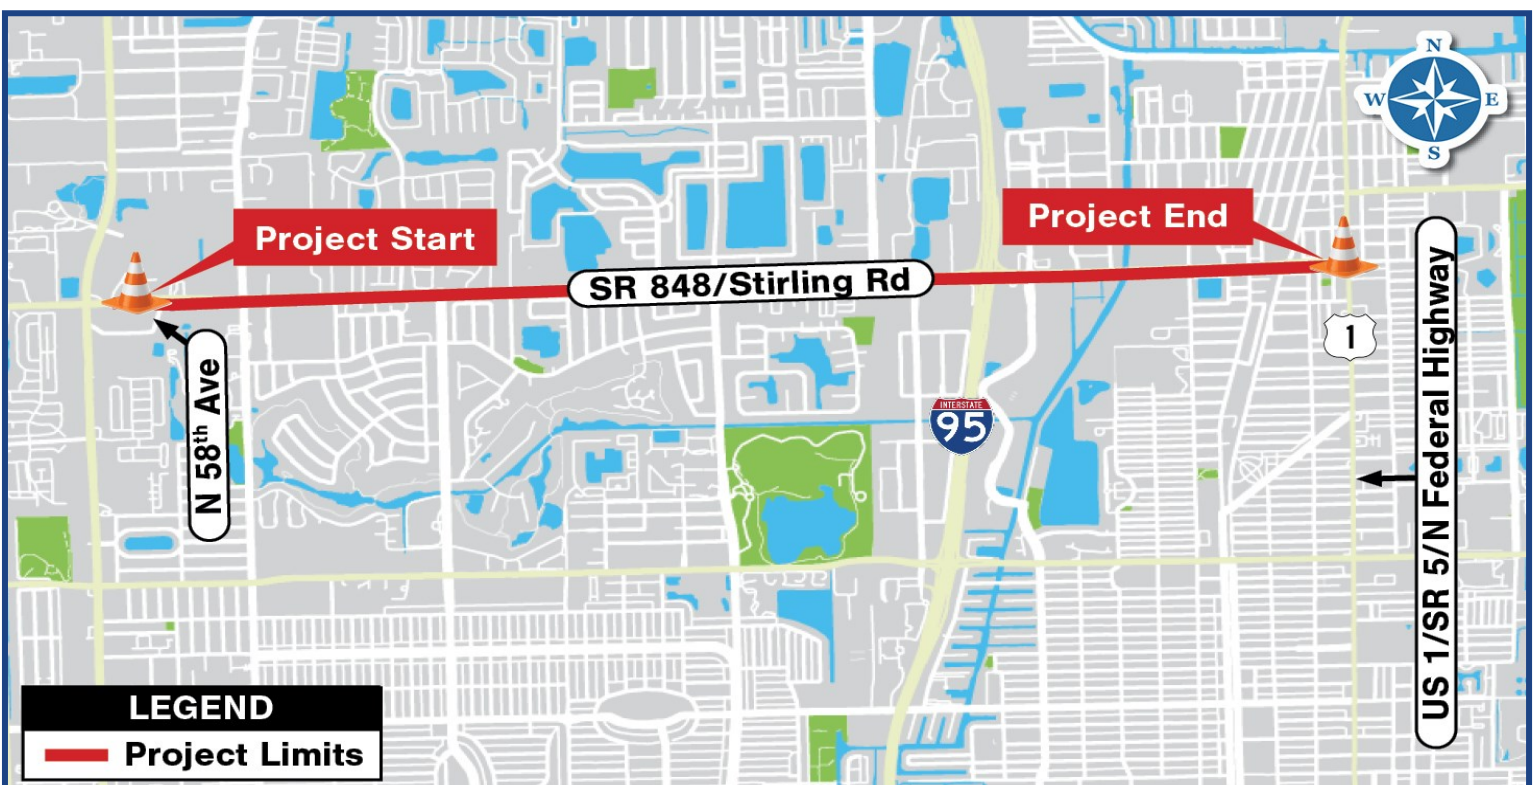 N
W
E
S
Project Start
Project End
SR 848/Stirling Rd
N 58th Ave
1
INTERSTATE
95
US 1/SR 5/N Federal Highway
LEGEND
Project Limits